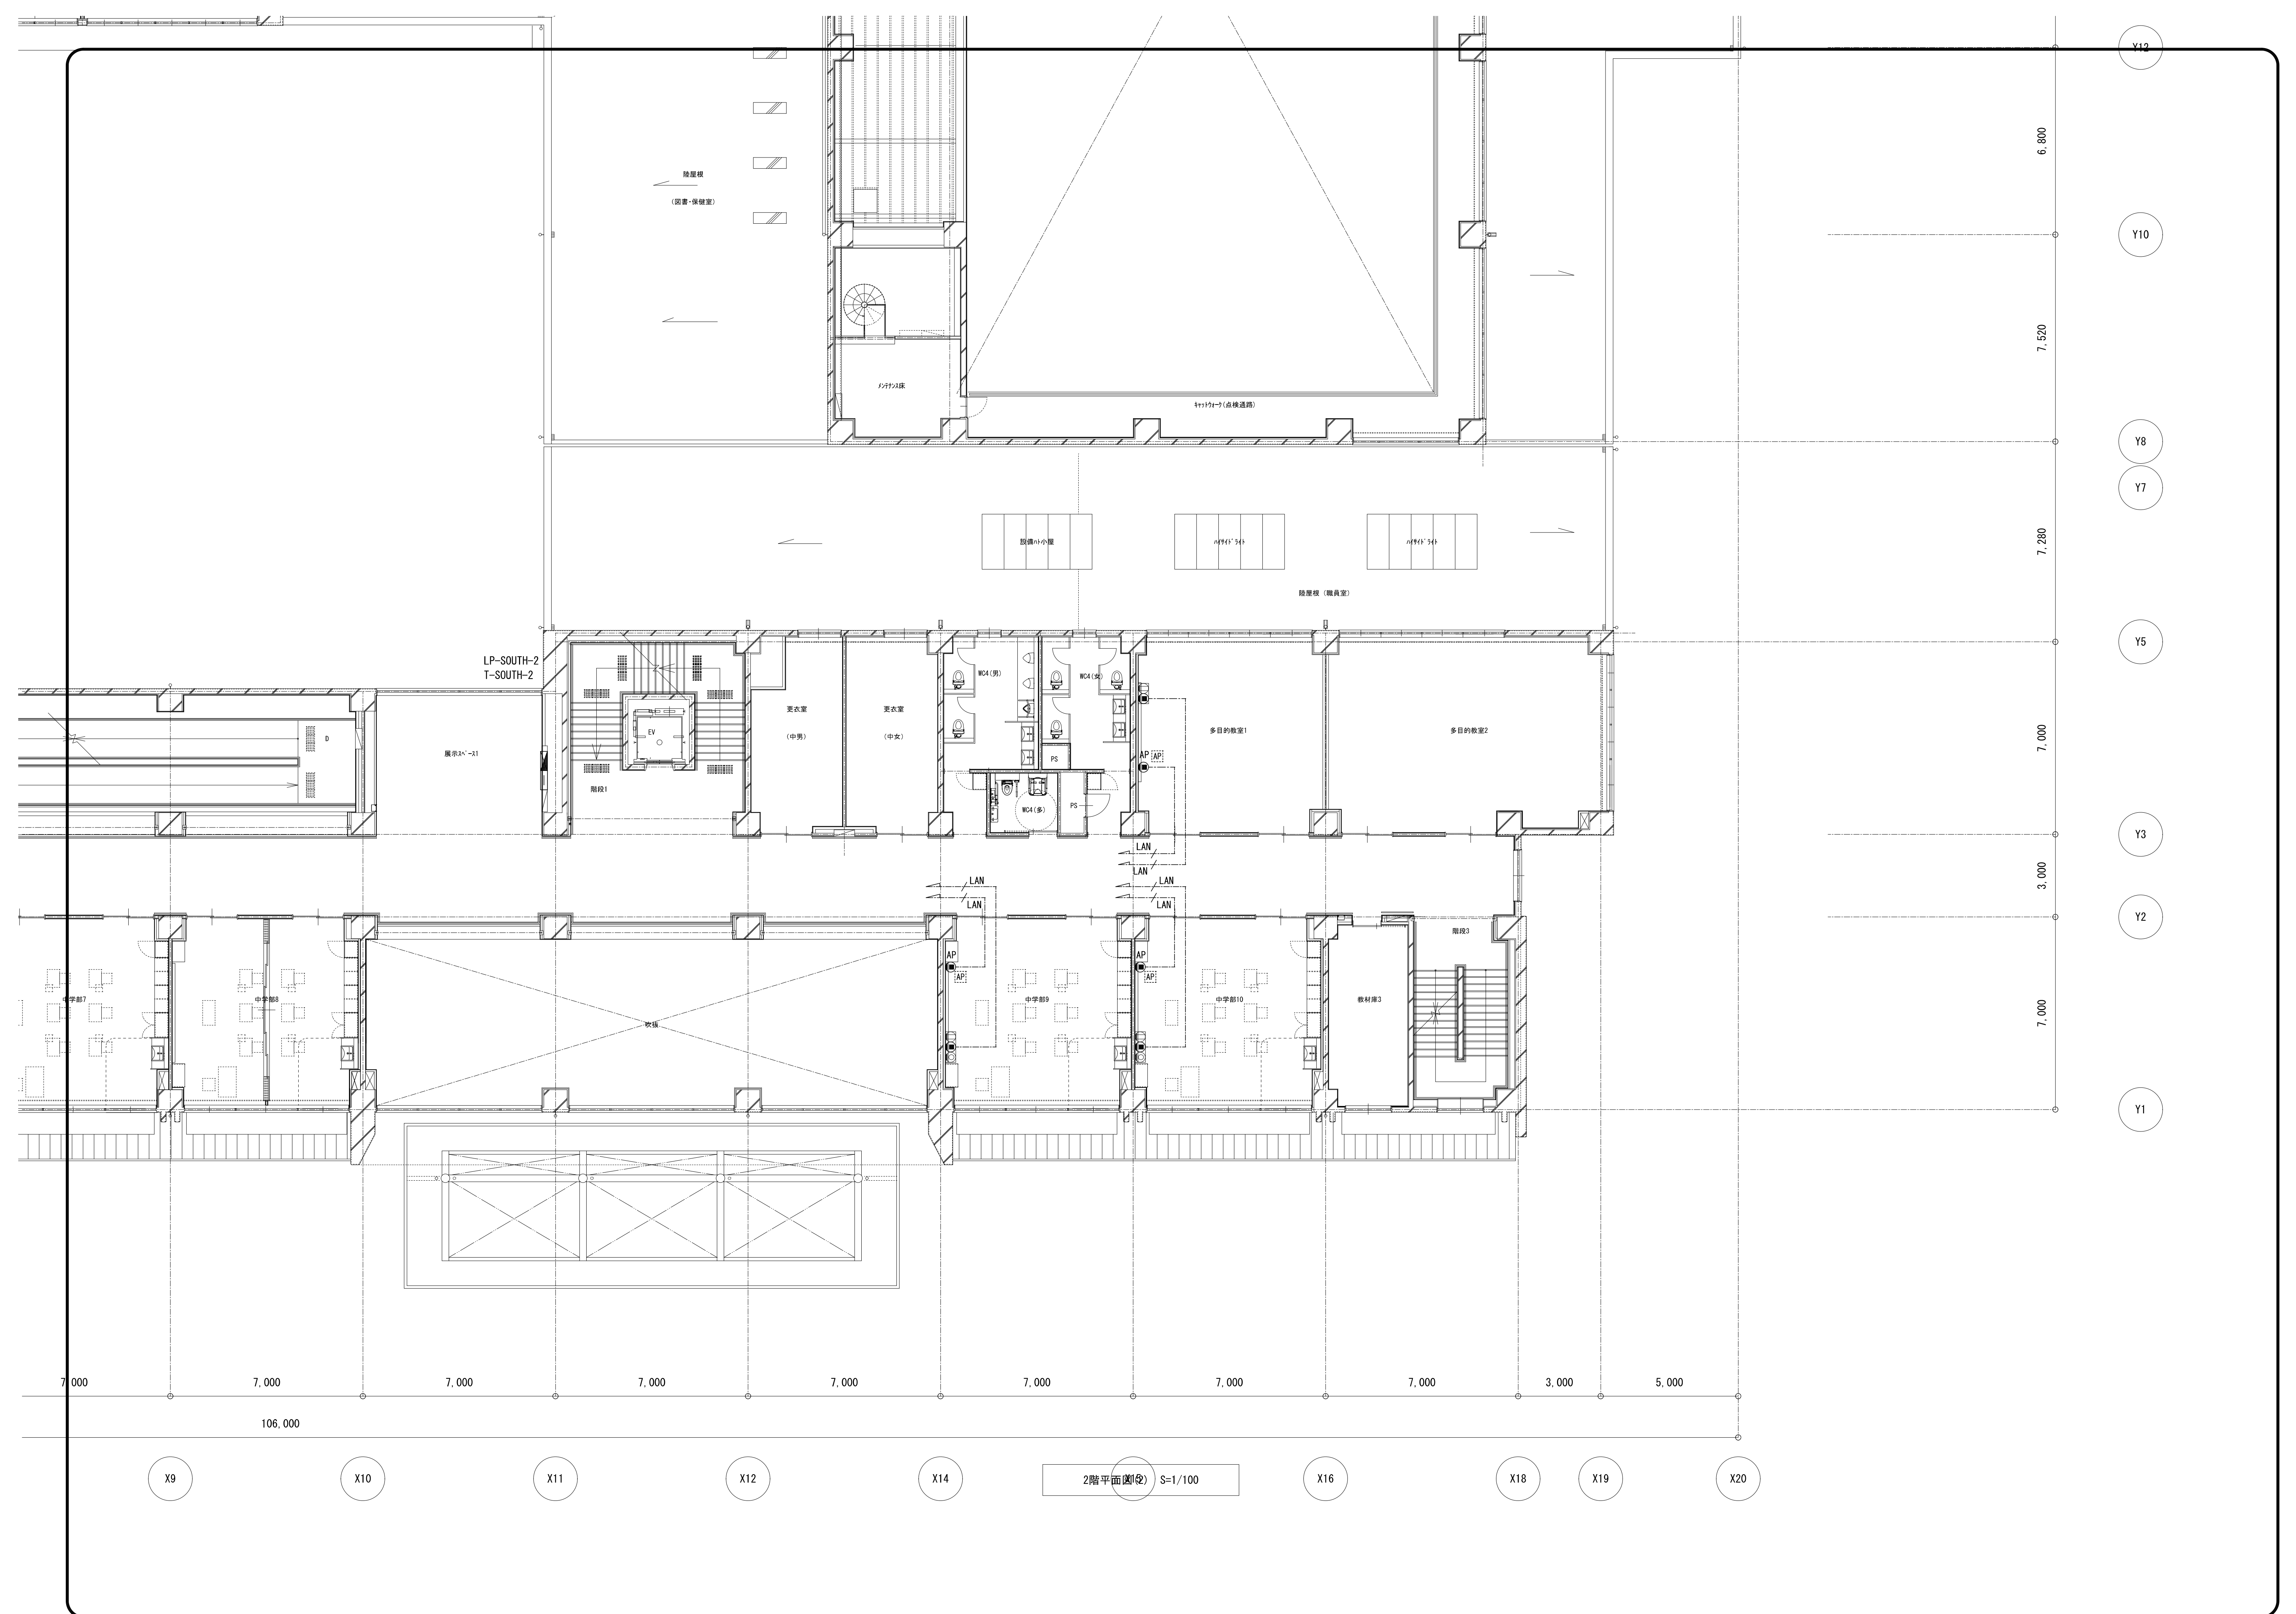 Y12
6,800
陸屋根
(図書・保健室)
Y10
7,520
ﾒﾝﾃﾅﾝｽ床
ｷｬｯﾄｳｫｰｸ(点検通路)
Y8
Y7
7,280
設備ﾊﾄ小屋
ﾊｲｻｲﾄﾞﾗｲﾄ
ﾊｲｻｲﾄﾞﾗｲﾄ
陸屋根 (職員室)
Y5
LP-SOUTH-2
T-SOUTH-2
WC4(男)
WC4(女)
更衣室
(中男)
更衣室
(中女)
EV
D
展示ｽﾍﾟｰｽ1
多目的教室1
多目的教室2
7,000
AP
AP
PS
階段1
WC4(多)
PS
Y3
LAN
LAN
3,000
LAN
LAN
LAN
LAN
Y2
階段3
AP
AP
AP
AP
中学部7
中学部8
中学部9
中学部10
教材庫3
7,000
吹抜
Y1
7,000
7,000
7,000
7,000
7,000
7,000
7,000
7,000
3,000
5,000
106,000
X9
X10
X11
X12
X14
X15
X16
X18
X19
X20
2階平面図(2) S=1/100